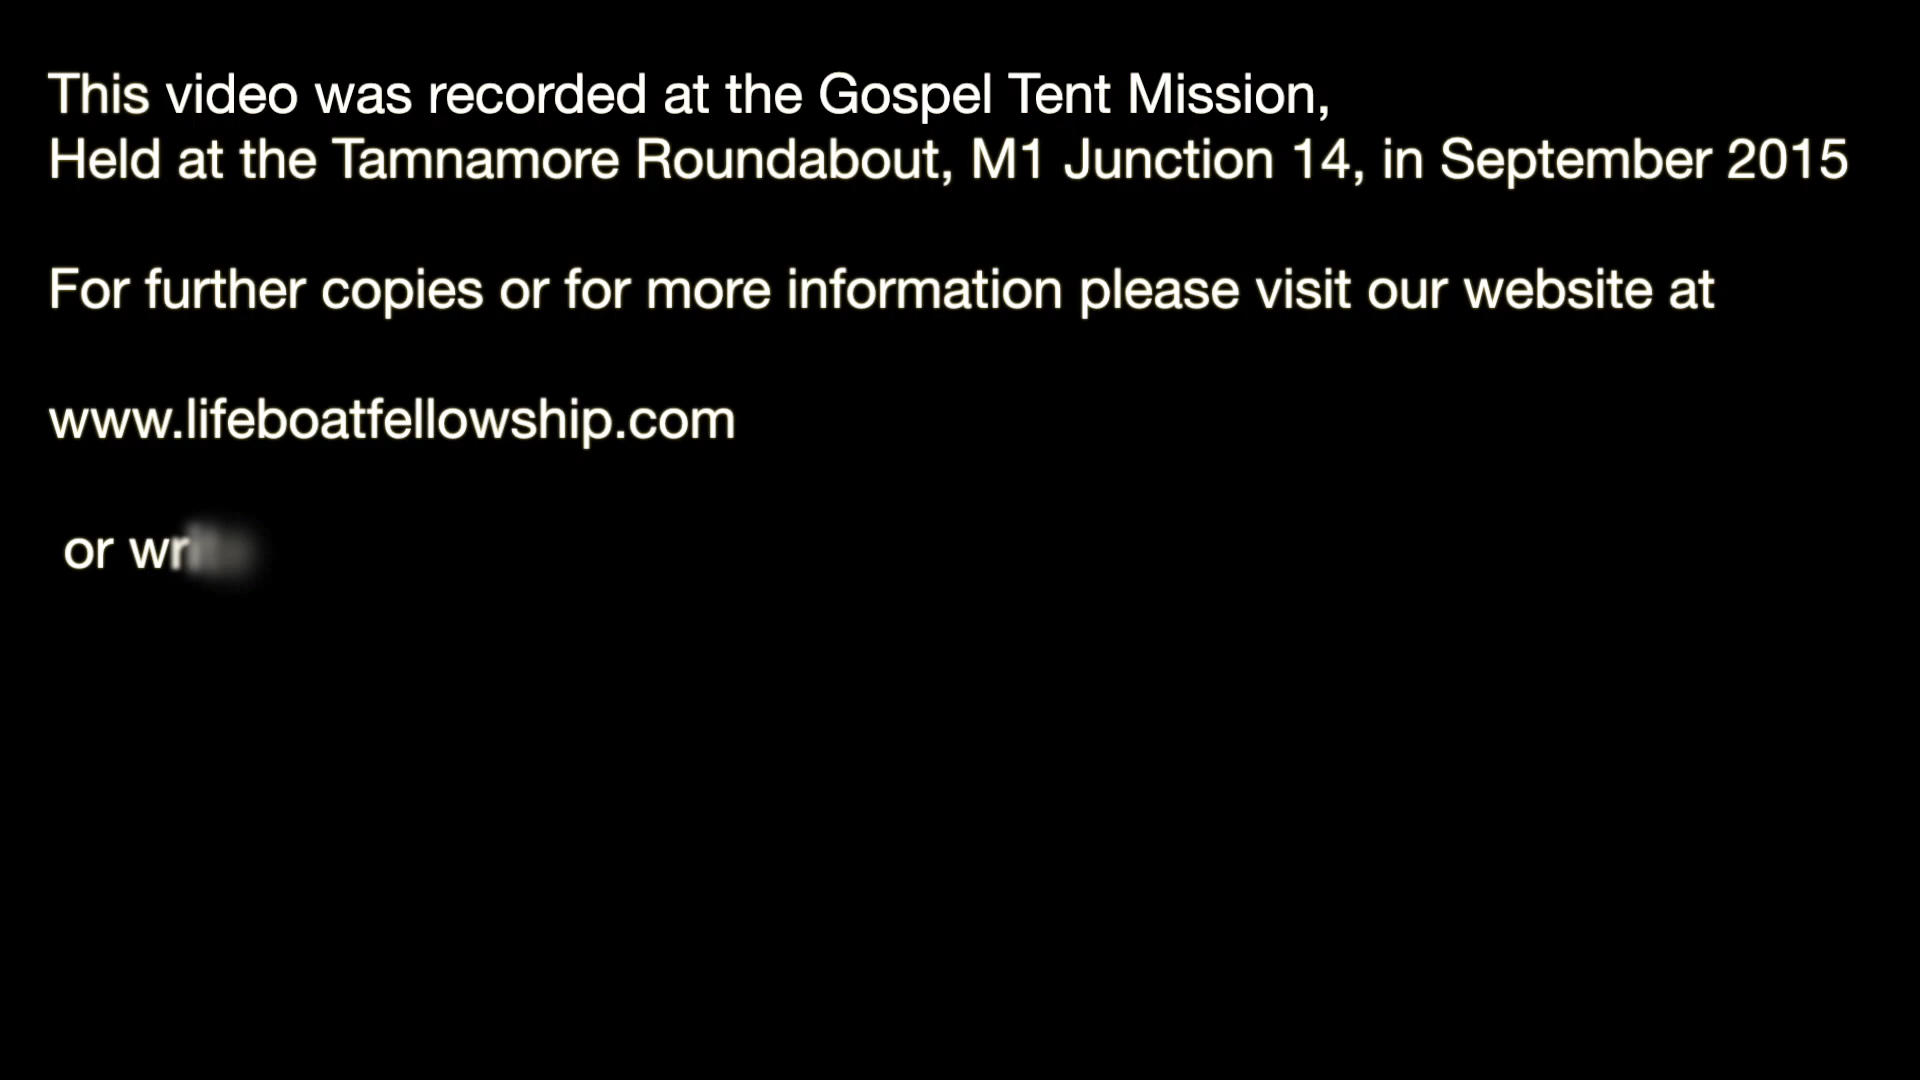 This video was recorded at the Gospel Tent Mission,
Held at the Tamnamore Roundabout, M1 Junction 14, in September 2015
For further copies or for more information please visit our website at
www.lifeboatfellowship.com
or